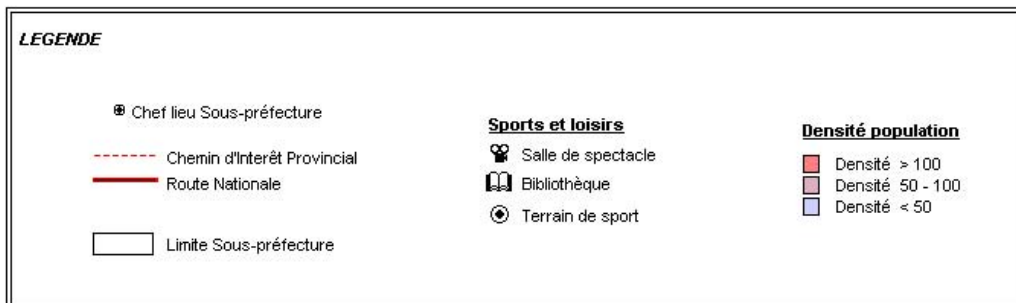 LEGENDE
Chef lieu Sous-préfecture
Chemin d'Interêt Provincial
Route Nationale
Limite Sous-préfecture
Sports et loisirs
Salle de spectacle
Bibliothèque
Terrain de sport
Densité population
Densité > 100
Densité 50 - 100
Densité < 50